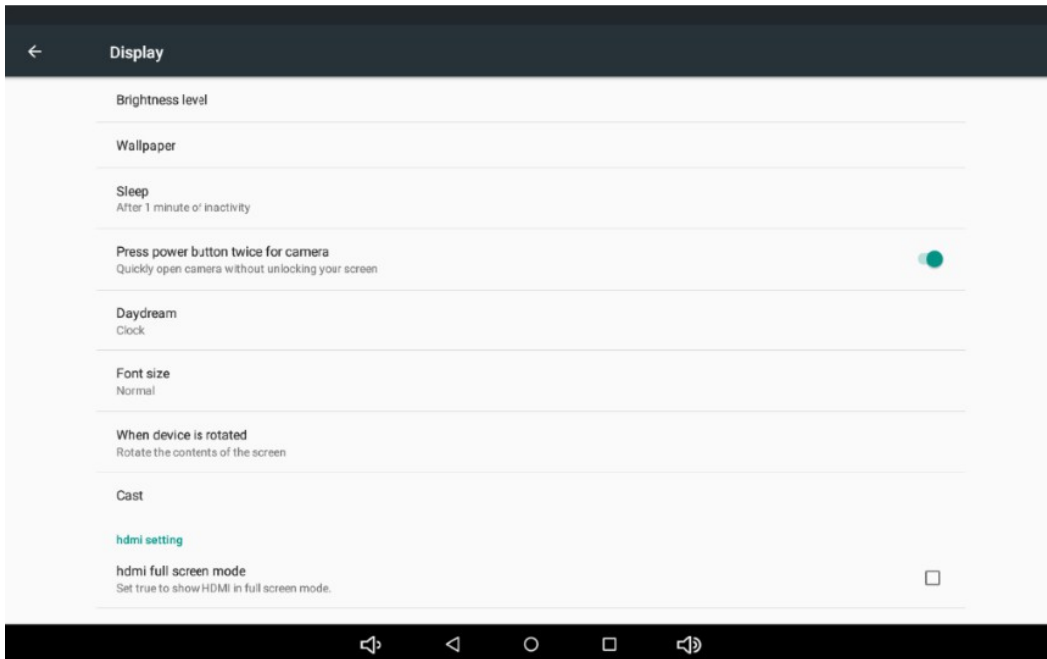 Display
Brightness level
Wallpaper
Sleep
After 1 minute of inactivity
Press power button twice for camera
Quickly open camera without unlocking your screen
Daydream
Clock
Font size
Normal
When device is rotated
Rotate the contents of the screen
Cast
hdmi setting
hdmi full screen mode
Set true to show HDMI in full screen mode.